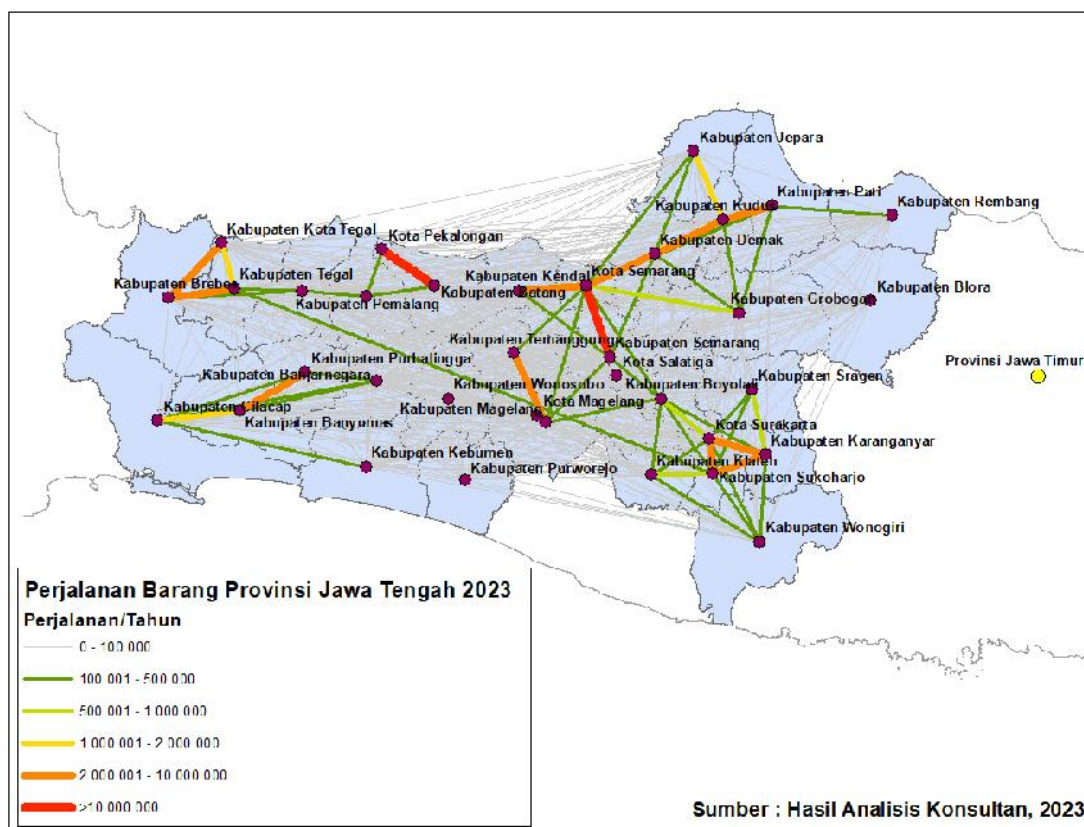 Kabupaten Jepara
Kabupaten Pati
Kabupaten Rembang
Kabupaten Kudus
Kabupaten Kota Tegal
Kota Pekalongan
Kabupaten Demak
Kabupaten Tegal
Kabupaten Kendal
Kota Semarang
Kabupaten Brebes
Kabupaten Batang
Kabupaten Pemalang
Kabupaten Grobogan
Kabupaten Blora
Kabupaten Temanggung
Kabupaten Semarang
Kota Salatiga
Provinsi Jawa Timur
Kabupaten Purbalingga
Kabupaten Banjarnegara
Kabupaten Wonosobo
Kabupaten Boyolali
Kabupaten Sragen
Kabupaten Cilacap
Kabupaten Magelang
Kota Magelang
Kabupaten Banyumas
Kota Surakarta
Kabupaten Karanganyar
Kabupaten Klaten
Kabupaten Kebumen
Kabupaten Purworejo
Kabupaten Sukoharjo
Kabupaten Wonogiri
Perjalanan Barang Provinsi Jawa Tengah 2023
Perjalanan/Tahun
0 - 100 000
100 001 - 500 000
500 001 - 1 000 000
1 000 001 - 2 000 000
2 000 001 - 10 000 000
>10 000 000
Sumber : Hasil Analisis Konsultan, 2023